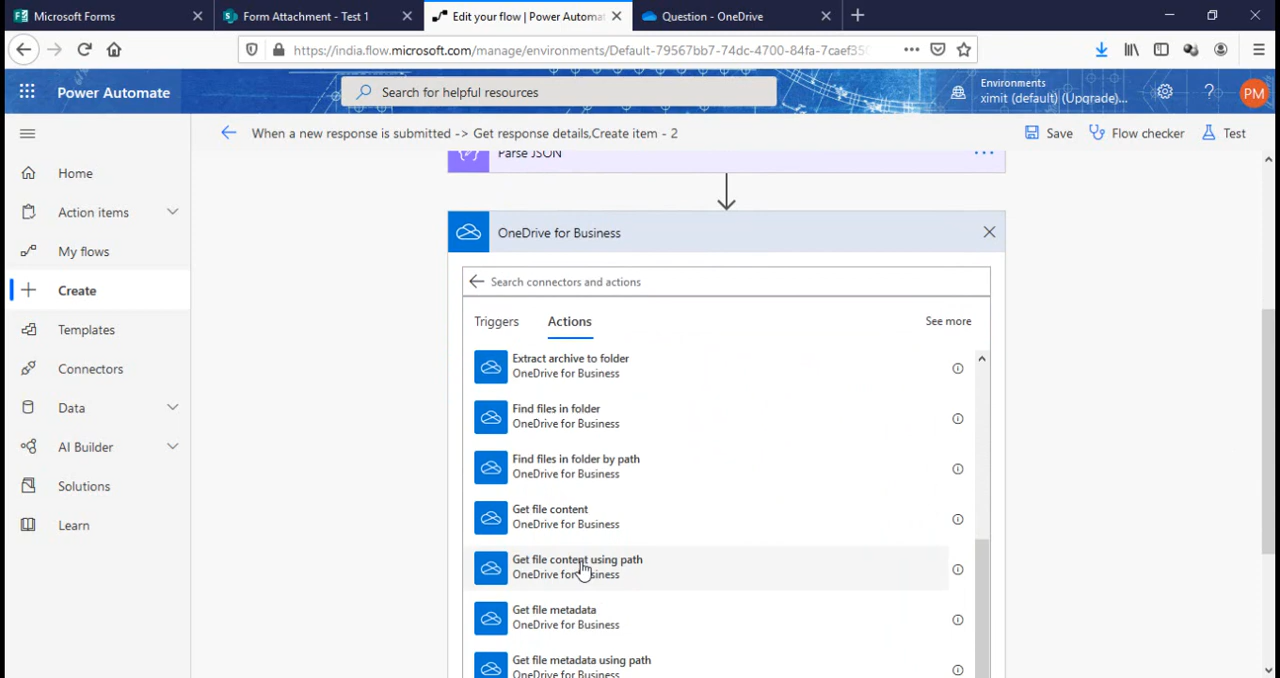 Microsoft Forms
Form Attachment - Test 1
Edit your flow | Power Automat
Question - OneDrive
https://india.flow.microsoft.com/manage/environments/Default-79567bb7-74dc-4700-84fa-7caef35
Power Automate
Search for helpful resources
Environments
ximit (default) (Upgrade)...
PM
When a new response is submitted -> Get response details,Create item - 2
Save
Flow checker
Test
Home
Action items
My flows
Create
Templates
Connectors
Data
AI Builder
Solutions
Learn
Parse JSON
OneDrive for Business
Search connectors and actions
Triggers
Actions
See more
Extract archive to folder
OneDrive for Business
Find files in folder
OneDrive for Business
Find files in folder by path
OneDrive for Business
Get file content
OneDrive for Business
Get file content using path
OneDrive for Business
Get file metadata
OneDrive for Business
Get file metadata using path
OneDrive for Business